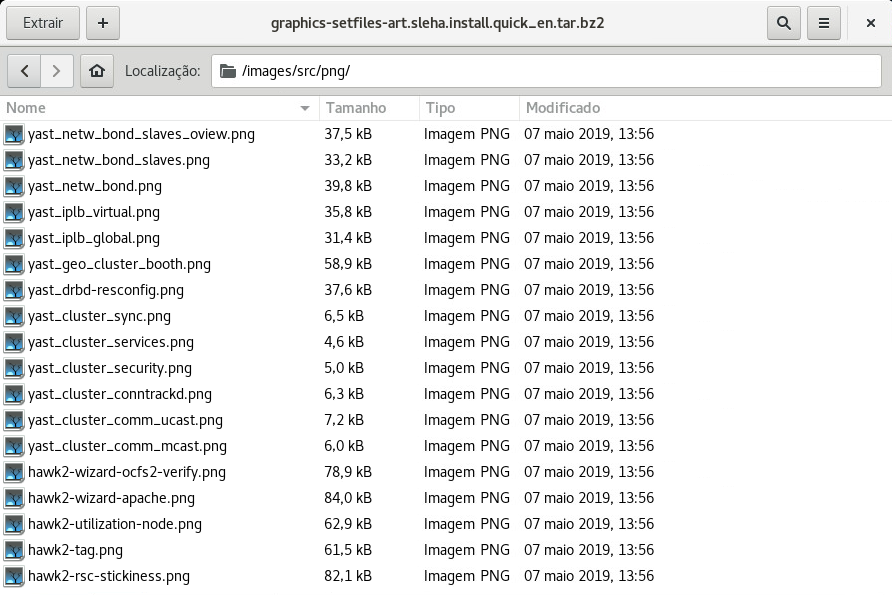 Extrair + graphics-setfiles-art.sleha.install.quick_en.tar.bz2
Localização: /images/src/png/
Nome Tamanho Tipo Modificado
yast_netw_bond_slaves_oview.png 37,5 kB Imagem PNG 07 maio 2019, 13:56
yast_netw_bond_slaves.png 33,2 kB Imagem PNG 07 maio 2019, 13:56
yast_netw_bond.png 39,8 kB Imagem PNG 07 maio 2019, 13:56
yast_iplb_virtual.png 35,8 kB Imagem PNG 07 maio 2019, 13:56
yast_iplb_global.png 31,4 kB Imagem PNG 07 maio 2019, 13:56
yast_geo_cluster_booth.png 58,9 kB Imagem PNG 07 maio 2019, 13:56
yast_drbd-resconfig.png 37,6 kB Imagem PNG 07 maio 2019, 13:56
yast_cluster_sync.png 6,5 kB Imagem PNG 07 maio 2019, 13:56
yast_cluster_services.png 4,6 kB Imagem PNG 07 maio 2019, 13:56
yast_cluster_security.png 5,0 kB Imagem PNG 07 maio 2019, 13:56
yast_cluster_conntrackd.png 6,3 kB Imagem PNG 07 maio 2019, 13:56
yast_cluster_comm_ucast.png 7,2 kB Imagem PNG 07 maio 2019, 13:56
yast_cluster_comm_mcast.png 6,0 kB Imagem PNG 07 maio 2019, 13:56
hawk2-wizard-ocfs2-verify.png 78,9 kB Imagem PNG 07 maio 2019, 13:56
hawk2-wizard-apache.png 84,0 kB Imagem PNG 07 maio 2019, 13:56
hawk2-utilization-node.png 62,9 kB Imagem PNG 07 maio 2019, 13:56
hawk2-tag.png 61,5 kB Imagem PNG 07 maio 2019, 13:56
hawk2-rsc-stickiness.png 82,1 kB Imagem PNG 07 maio 2019, 13:56